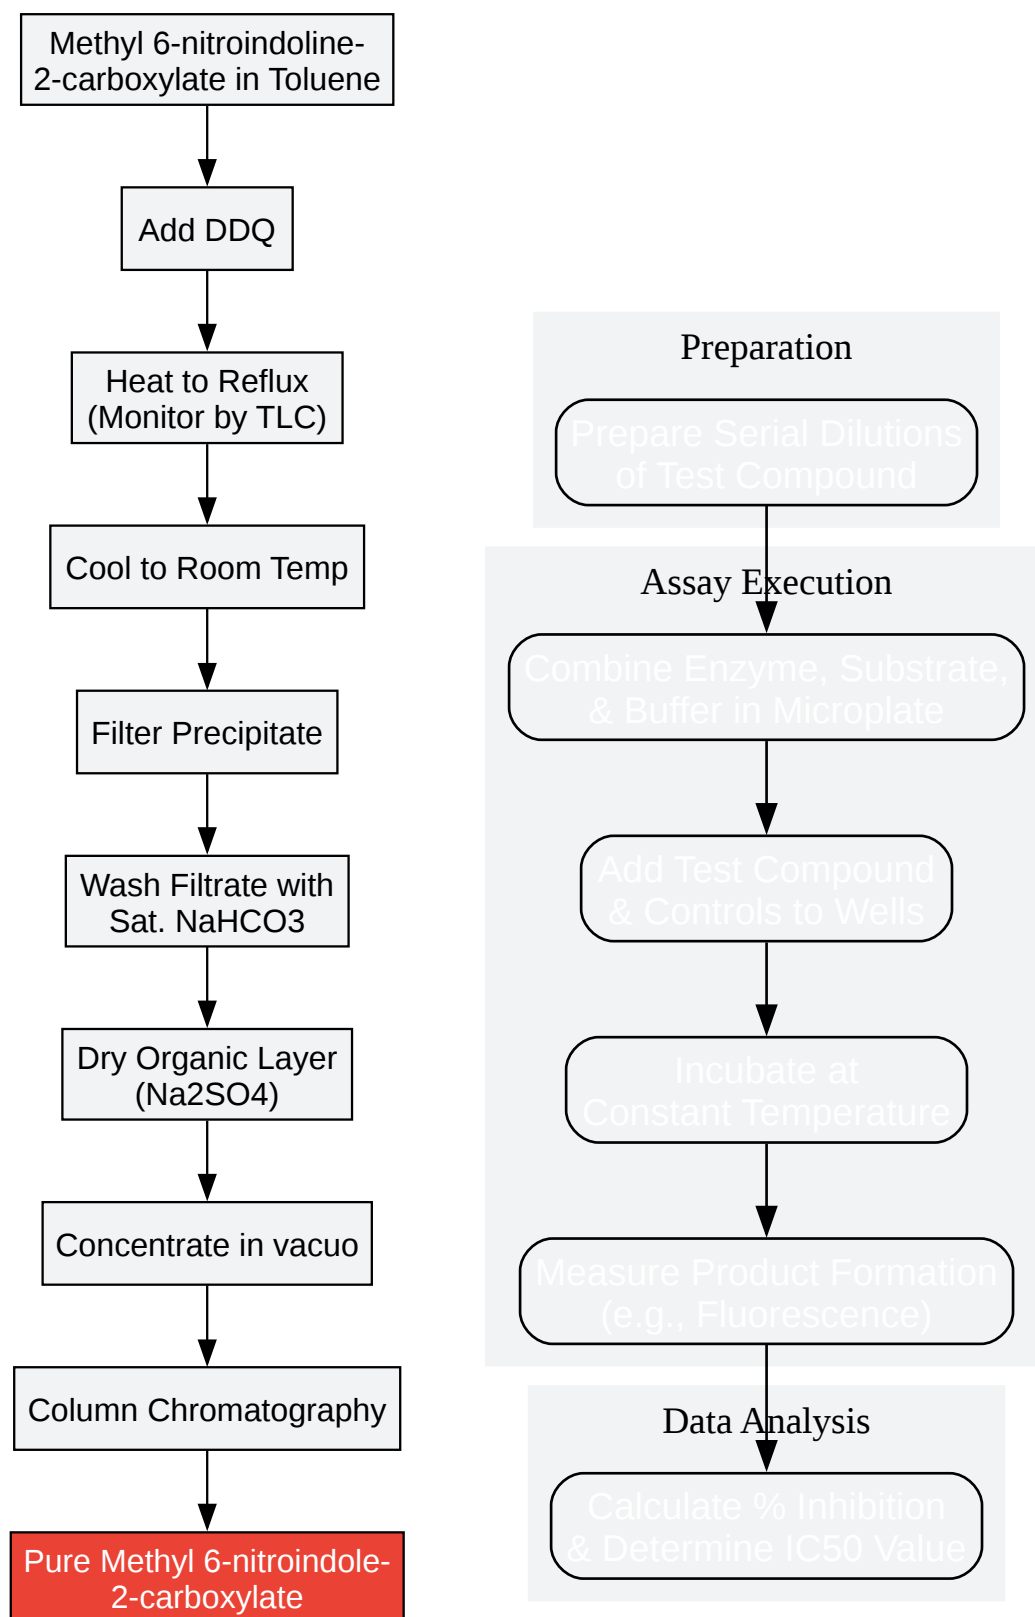 Methyl 6-nitroindoline-
2-carboxylate in Toluene
Add DDQ
Heat to Reflux
(Monitor by TLC)
Cool to Room Temp
Filter Precipitate
Wash Filtrate with
Sat. NaHCO3
Dry Organic Layer
(Na2SO4)
Concentrate in vacuo
Column Chromatography
Pure Methyl 6-nitroindole-
2-carboxylate
Preparation
Prepare Serial Dilutions
of Test Compound
Assay Execution
Combine Enzyme, Substrate,
& Buffer in Microplate
Add Test Compound
& Controls to Wells
Incubate at
Constant Temperature
Measure Product Formation
(e.g., Fluorescence)
Data Analysis
Calculate % Inhibition
& Determine IC50 Value